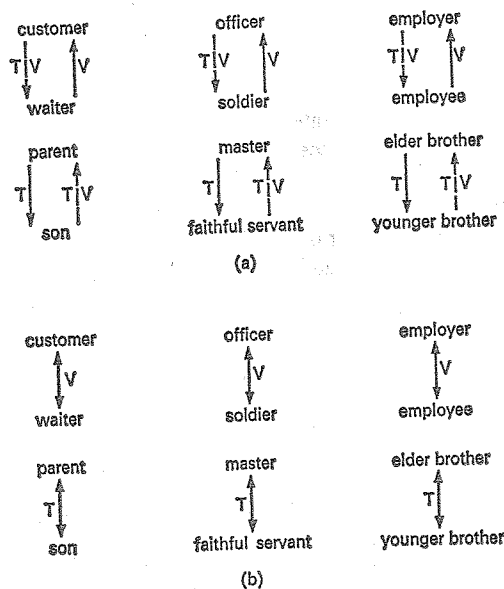 customer officer employer
T V V T V V T V V
waiter soldier employee
parent master elder brother
T T V T T V T T V
son faithful servant younger brother
(a)
customer officer employer
V V V
waiter soldier employee
parent master elder brother
T T T
son faithful servant younger brother
(b)